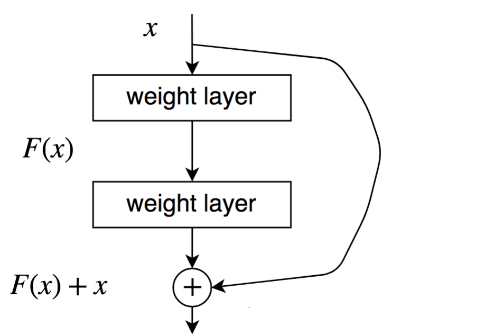 x
weight layer
F(x)
weight layer
F(x) + x
+